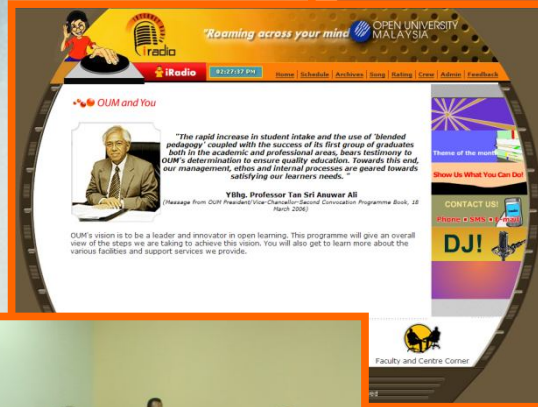 INTERNET RADIO
iradio
"Roaming across your mind
OPEN UNIVERSITY
MALAYSIA
iRadio
02:27:37 PM
Home | Schedule | Archives | Song | Rating | Crew | Admin | Feedback
OUM and You
"The rapid increase in student intake and the use of 'blended
pedagogy' coupled with the success of its first group of graduates
both in the academic and professional areas, bears testimony to
OUM's determination to ensure quality education. Towards this end,
our management, ethos and internal processes are geared towards
satisfying our learners needs. "
YBhg. Professor Tan Sri Anuwar Ali
(Message from OUM President/Vice-Chancellor-Second Convocation Programme Book, 18
March 2006)
OUM's vision is to be a leader and innovator in open learning. This programme will give an overall
view of the steps we are taking to achieve this vision. You will also get to learn more about the
various facilities and support services we provide.
Theme of the month
Show Us What You Can Do!
CONTACT US!
Phone SMS E-mail
DJ!
Faculty and Centre Corner